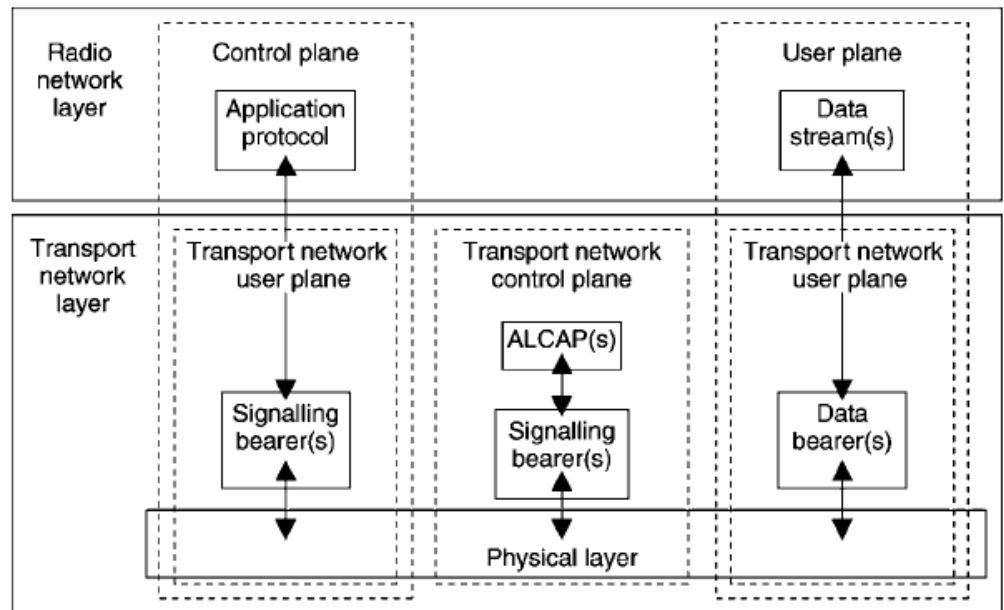 Radio
network
layer
Control plane
User plane
Application
protocol
Data
stream(s)
Transport
network
layer
Transport network
user plane
Transport network
control plane
Transport network
user plane
ALCAP(s)
Signalling
bearer(s)
Signalling
bearer(s)
Data
bearer(s)
Physical layer